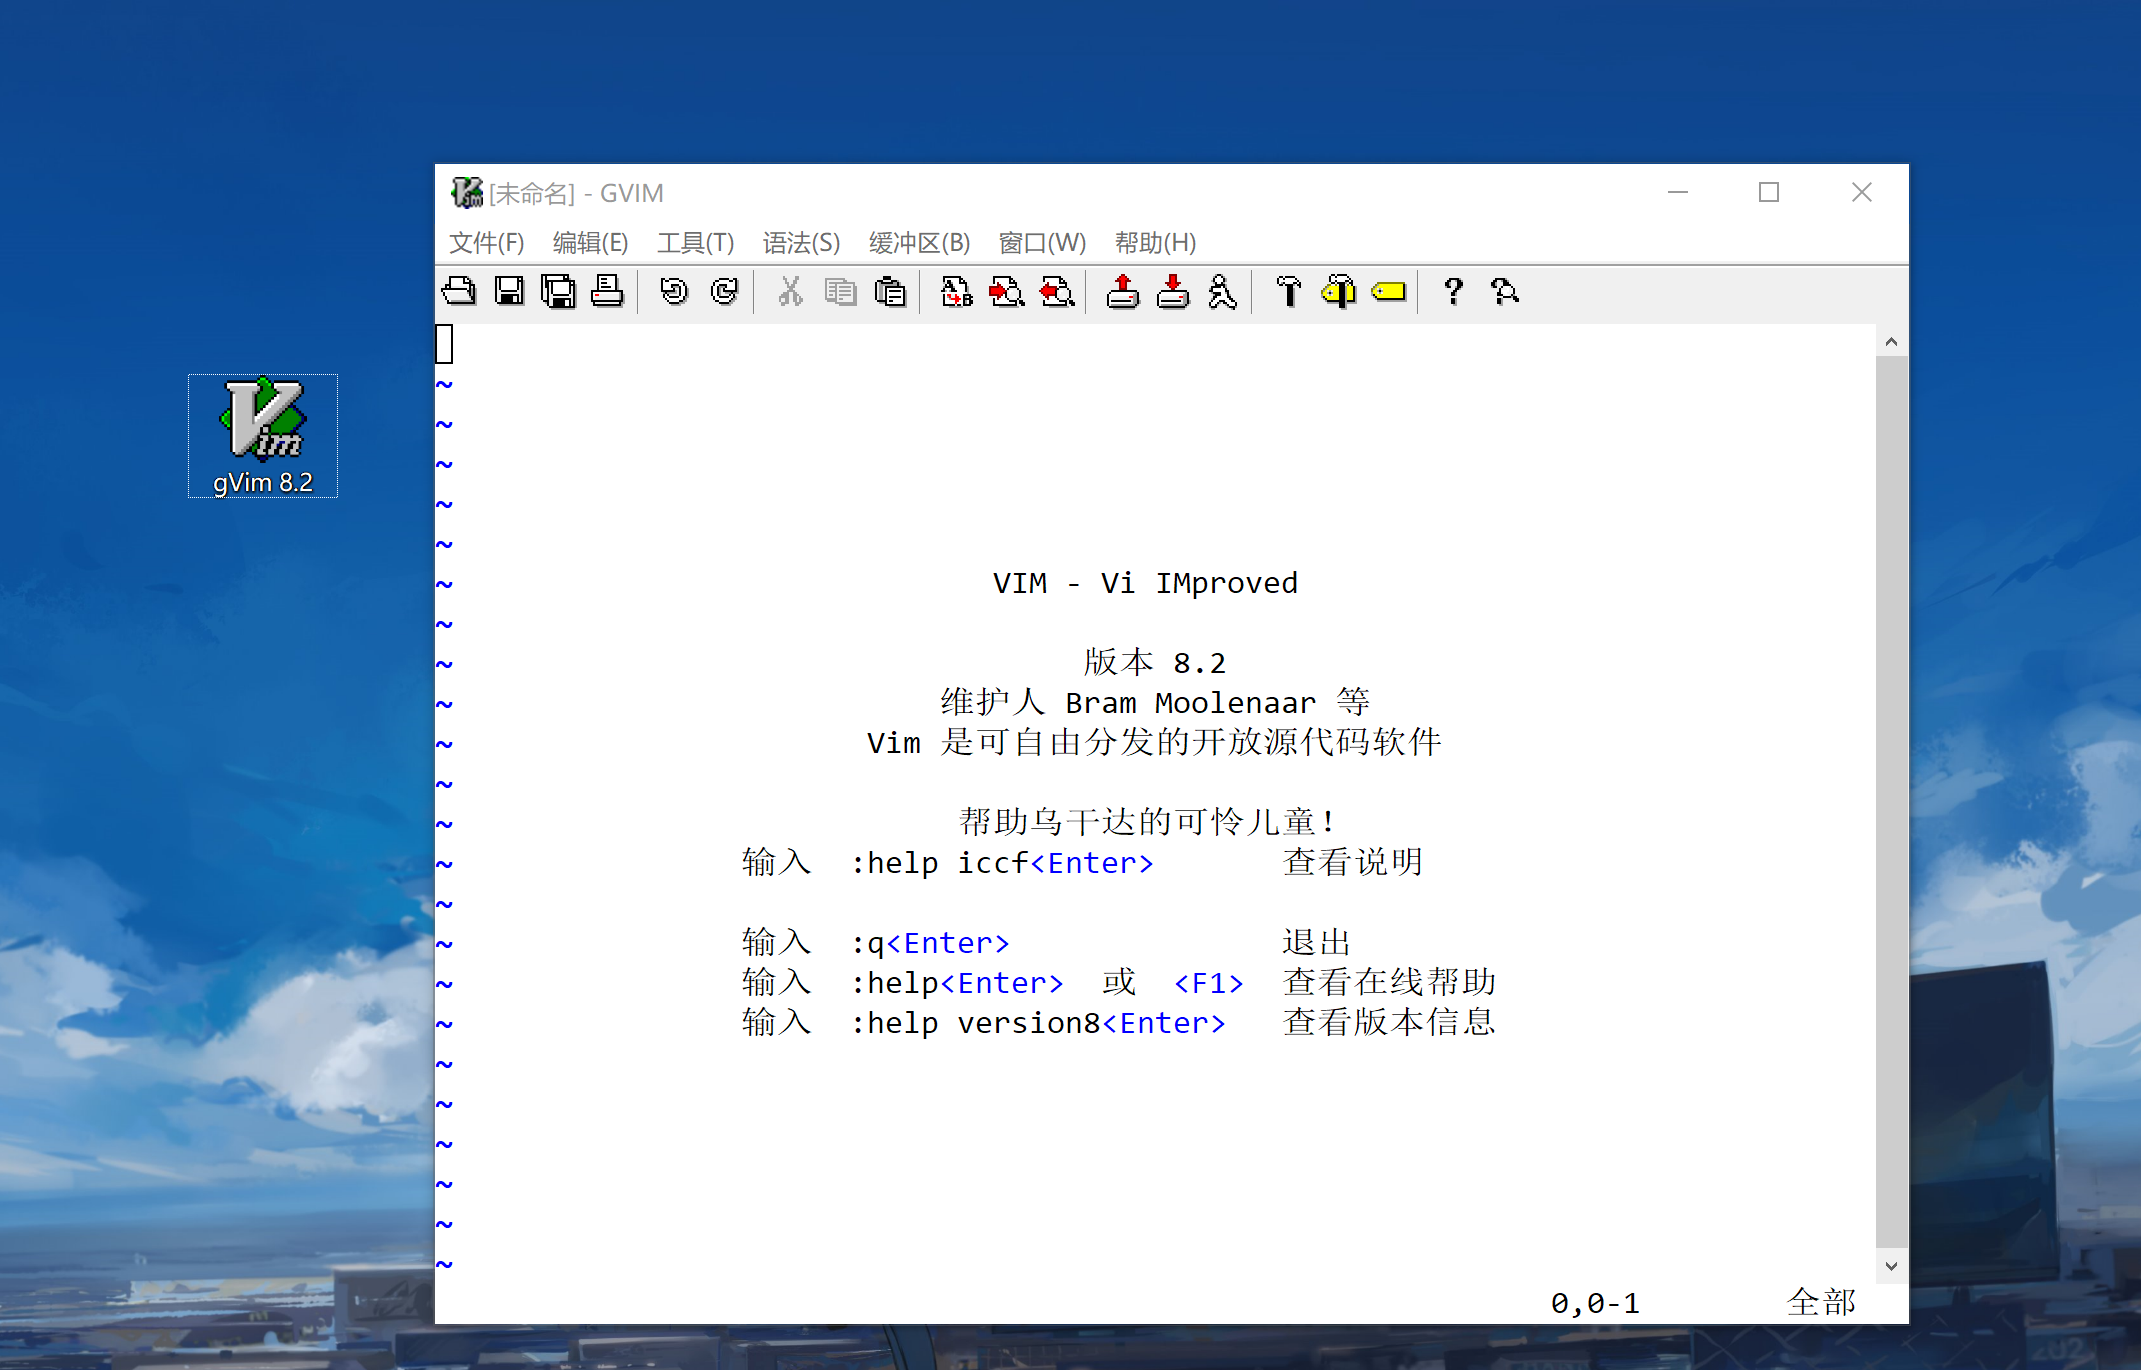 [未命名] - GVIM
文件(F) 编辑(E) 工具(T) 语法(S) 缓冲区(B) 窗口(W) 帮助(H)
Vim
gVim 8.2
~
~
~
~
~
~
VIM - Vi IMproved
~
~
版本 8.2
~
维护人 Bram Moolenaar 等
~
Vim 是可自由分发的开放源代码软件
~
~
帮助乌干达的可怜儿童!
~
输入 :help iccf<Enter> 查看说明
~
~
输入 :q<Enter> 退出
~
输入 :help<Enter> 或 <F1> 查看在线帮助
~
输入 :help version8<Enter> 查看版本信息
~
~
~
~
~
~
0,0-1 全部